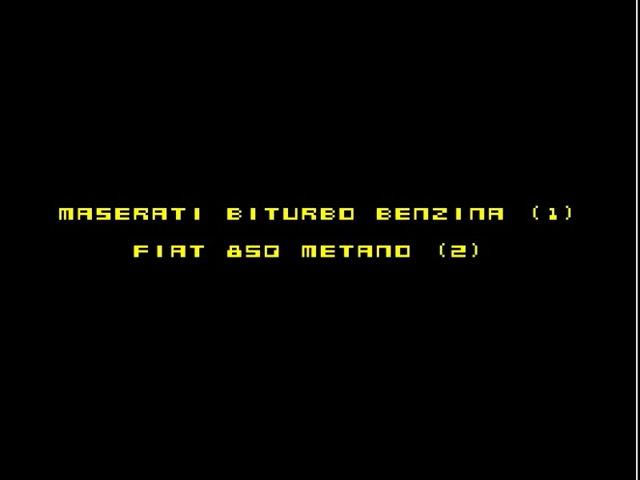 MASERATI BITURBO BENZINA (1)
FIAT 850 METANO (2)